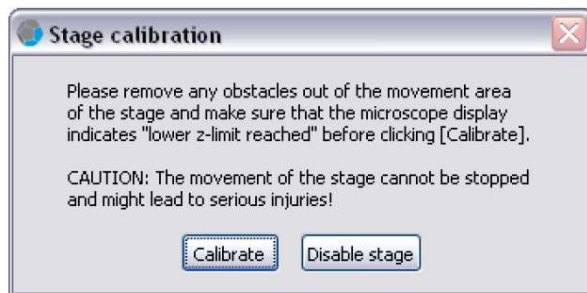 Stage calibration
Please remove any obstacles out of the movement area
of the stage and make sure that the microscope display
indicates "lower z-limit reached" before clicking [Calibrate].
CAUTION: The movement of the stage cannot be stopped
and might lead to serious injuries!
Calibrate Disable stage